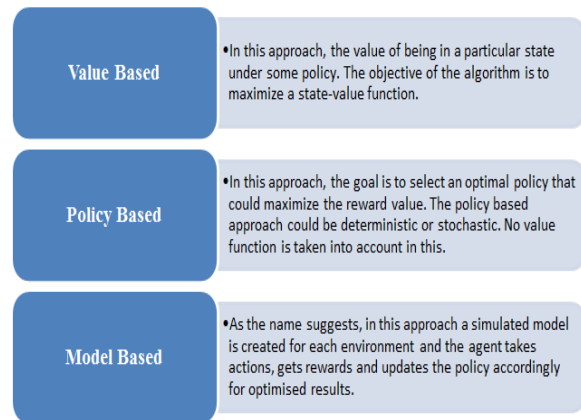 Value Based
•In this approach, the value of being in a particular state
under some policy. The objective of the algorithm is to
maximize a state-value function.
Policy Based
•In this approach, the goal is to select an optimal policy that
could maximize the reward value. The policy based
approach could be deterministic or stochastic. No value
function is taken into account in this.
Model Based
•As the name suggests, in this approach a simulated model
is created for each environment and the agent takes
actions, gets rewards and updates the policy accordingly
for optimised results.